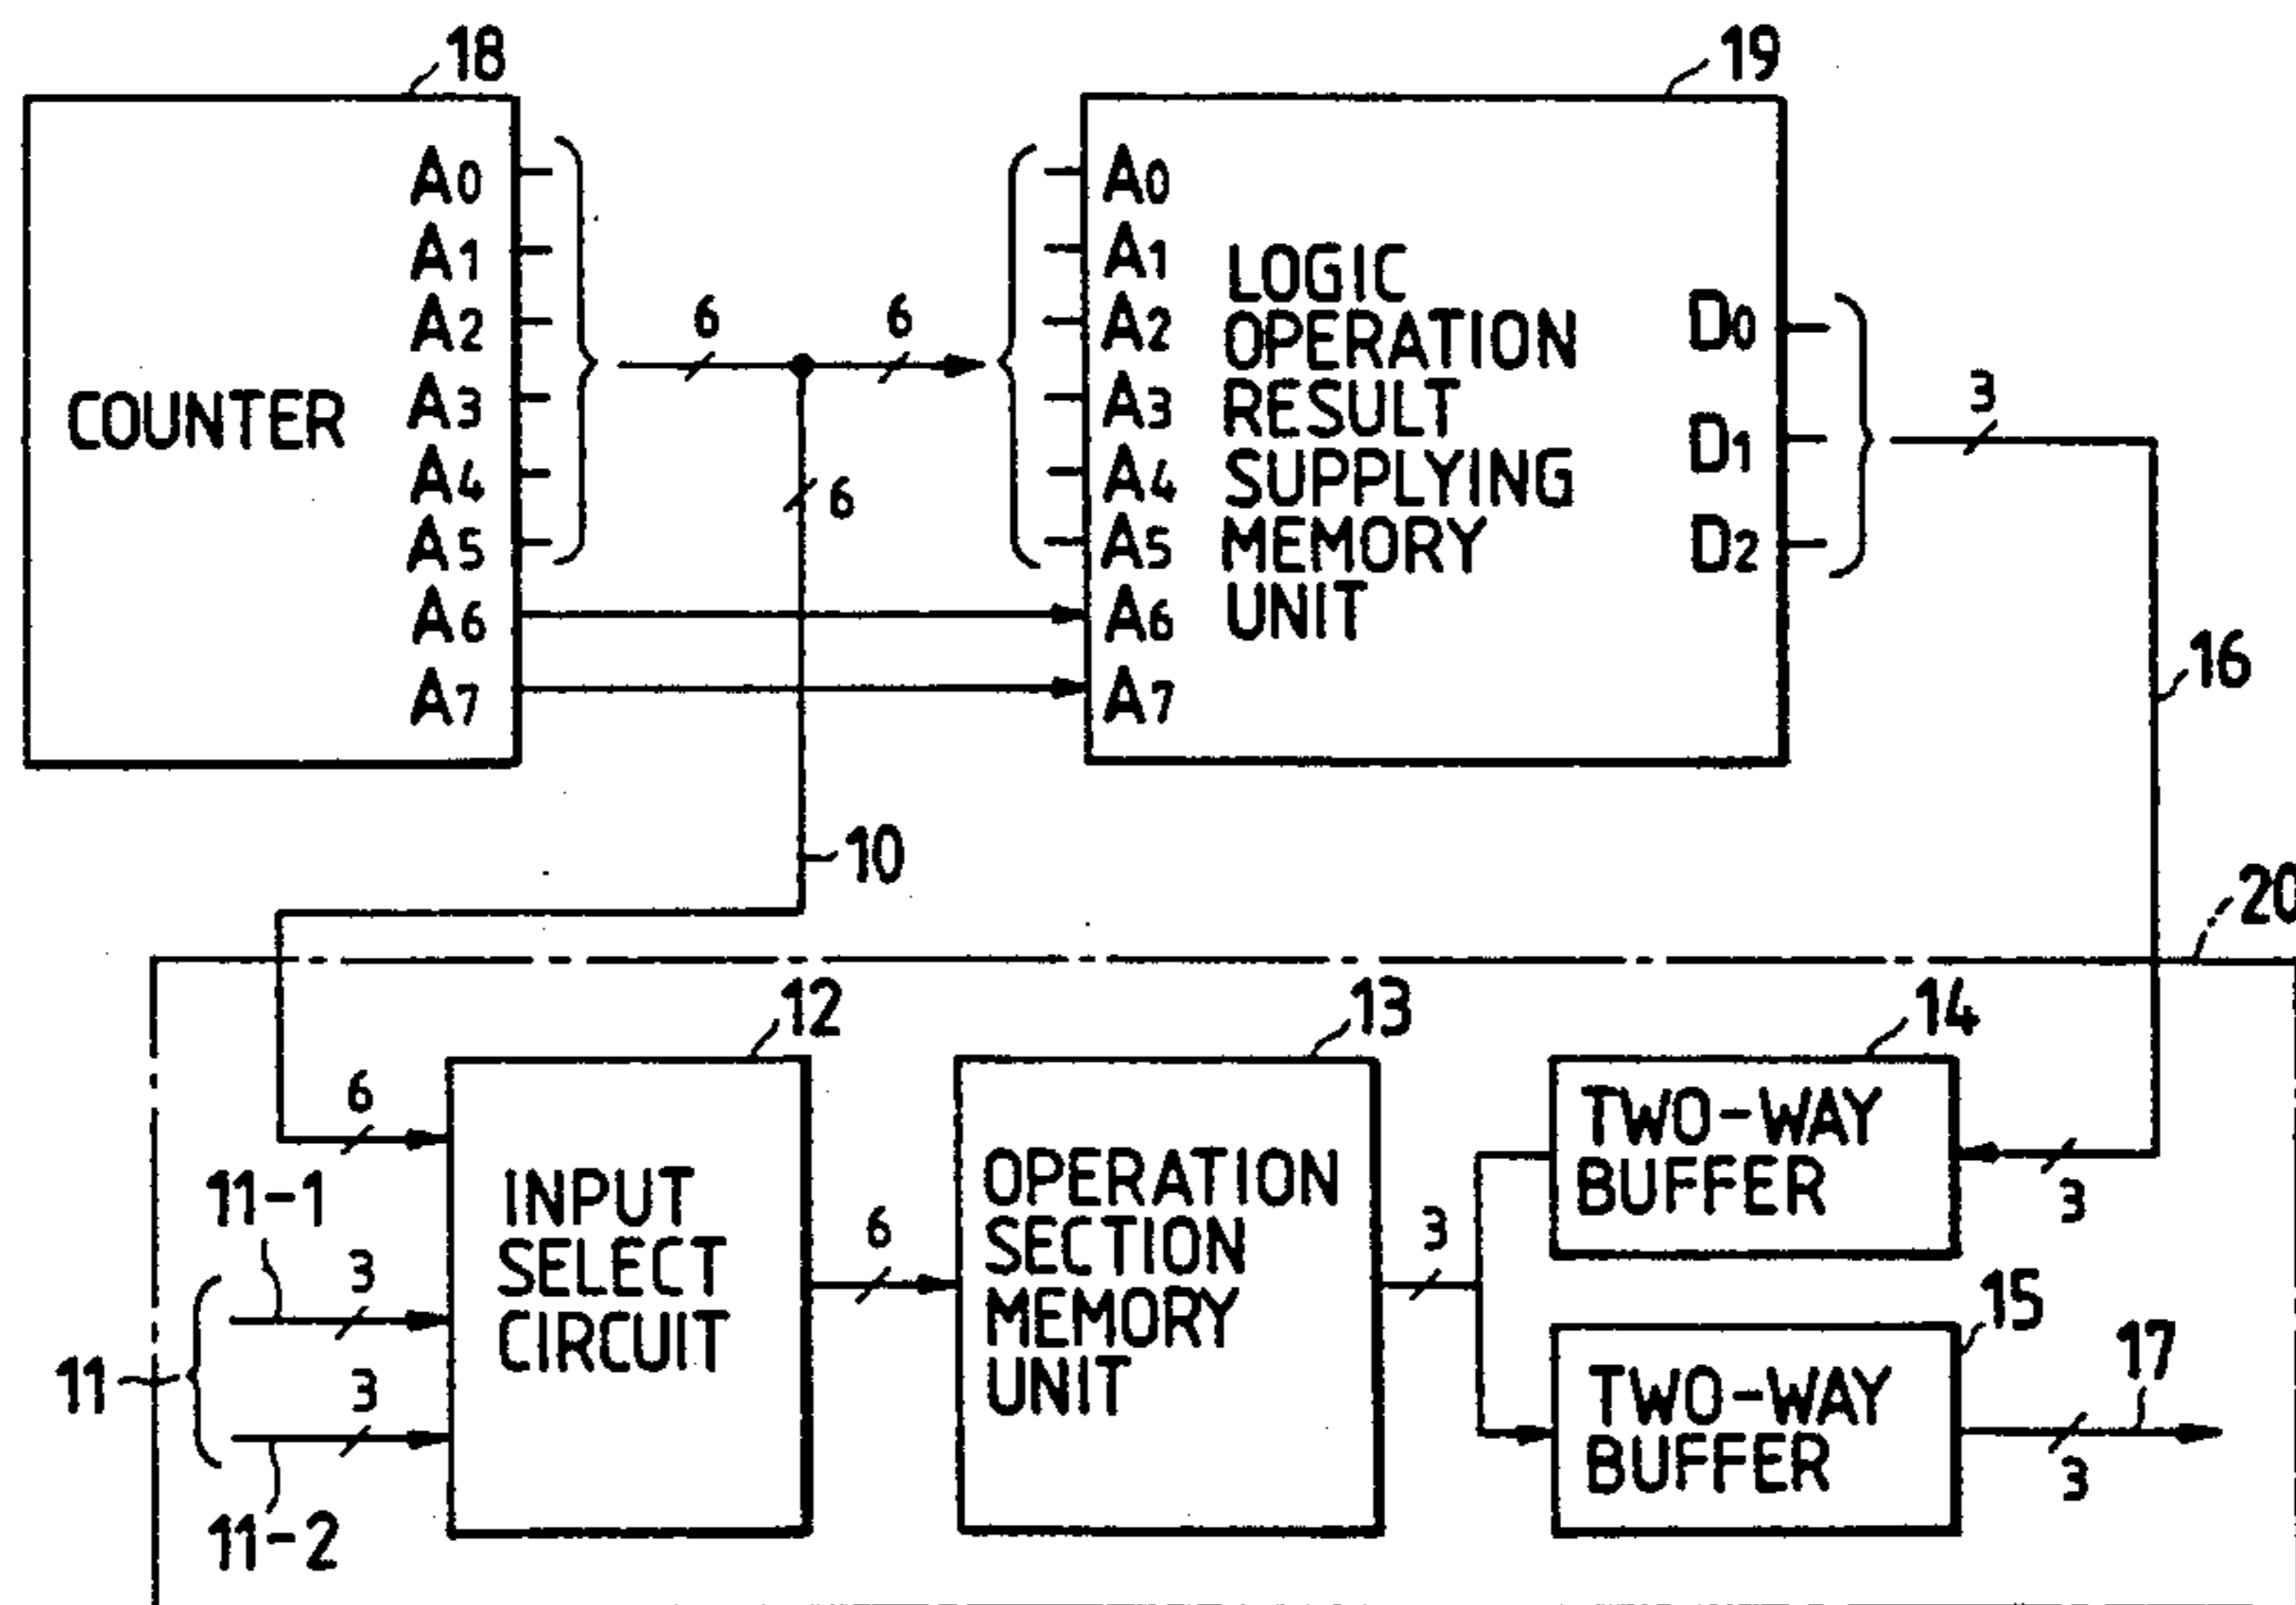 18
19
COUNTER
A0
A1
A2
A3
A4
A5
A6
A7
6
6
6
A0
A1
A2
A3
A4
A5
A6
A7
LOGIC
OPERATION
RESULT
SUPPLYING
MEMORY
UNIT
D0
D1
D2
3
16
10
20
12
13
14
6
11-1
3
11
3
11-2
INPUT
SELECT
CIRCUIT
6
OPERATION
SECTION
MEMORY
UNIT
3
TWO-WAY
BUFFER
3
15
TWO-WAY
BUFFER
17
3